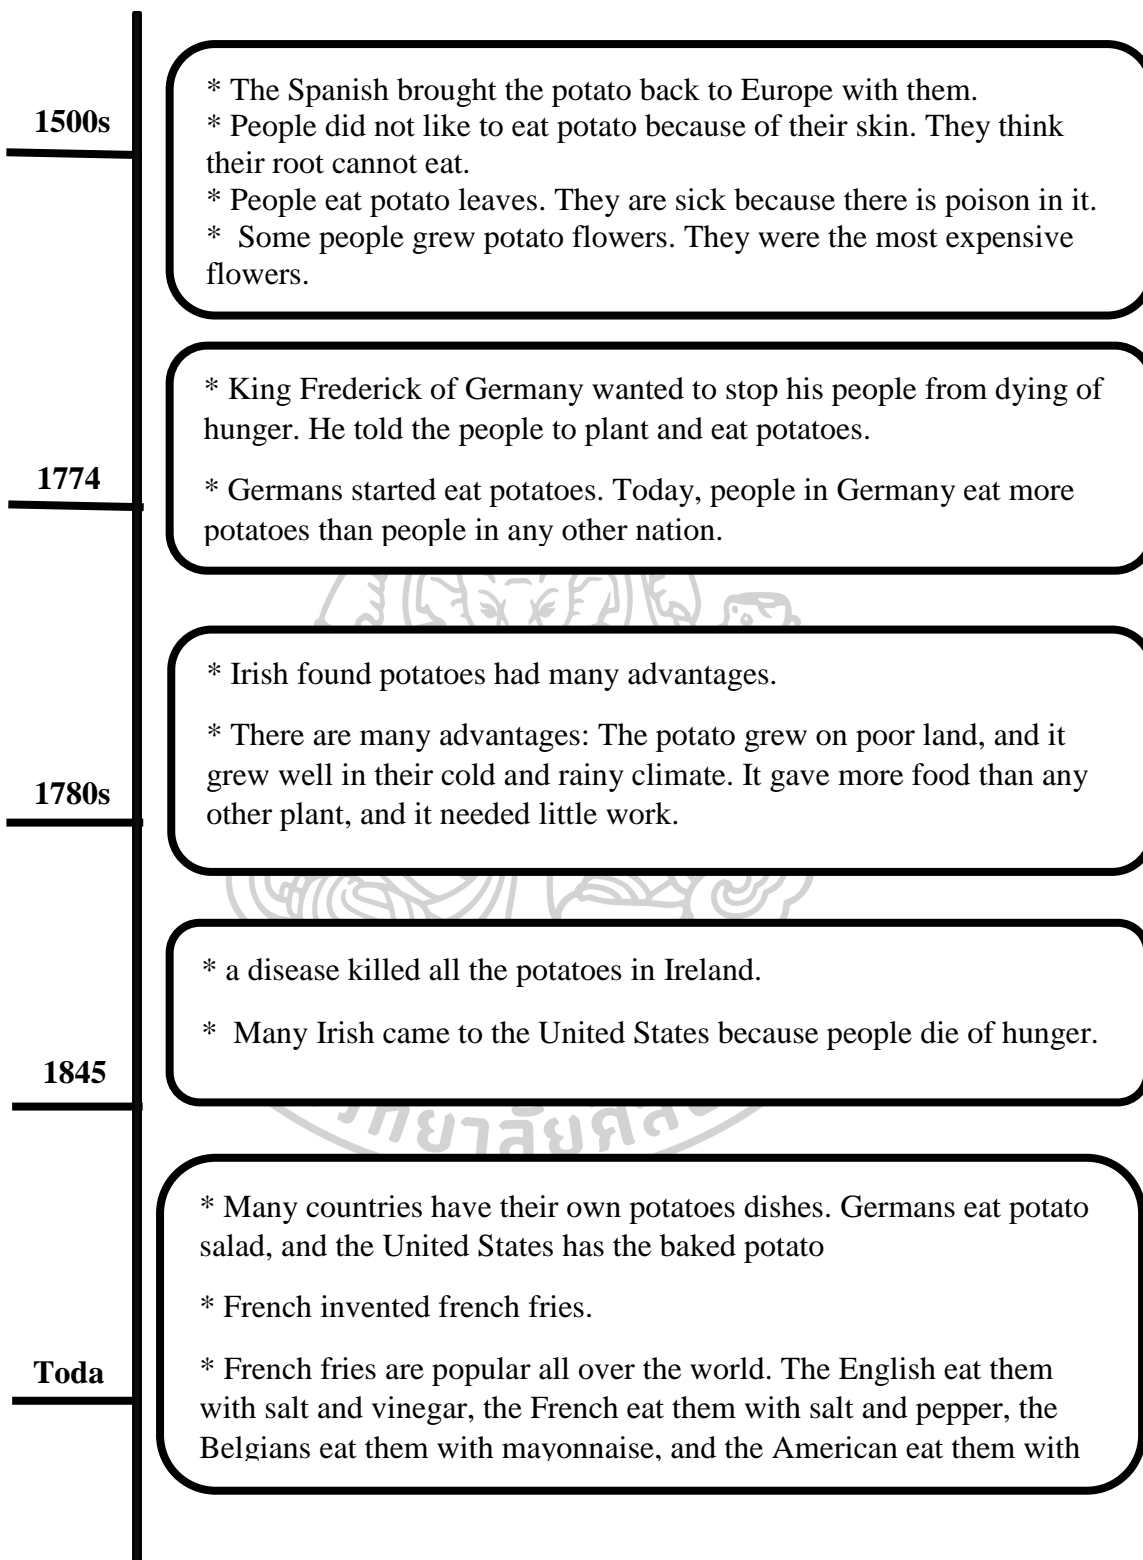 1500s
* The Spanish brought the potato back to Europe with them.
* People did not like to eat potato because of their skin. They think
their root cannot eat.
* People eat potato leaves. They are sick because there is poison in it.
* Some people grew potato flowers. They were the most expensive
flowers.
1774
* King Frederick of Germany wanted to stop his people from dying of
hunger. He told the people to plant and eat potatoes.
* Germans started eat potatoes. Today, people in Germany eat more
potatoes than people in any other nation.
1780s
* Irish found potatoes had many advantages.
* There are many advantages: The potato grew on poor land, and it
grew well in their cold and rainy climate. It gave more food than any
other plant, and it needed little work.
1845
* a disease killed all the potatoes in Ireland.
* Many Irish came to the United States because people die of hunger.
Toda
* Many countries have their own potatoes dishes. Germans eat potato
salad, and the United States has the baked potato
* French invented french fries.
* French fries are popular all over the world. The English eat them
with salt and vinegar, the French eat them with salt and pepper, the
Belgians eat them with mayonnaise, and the American eat them with